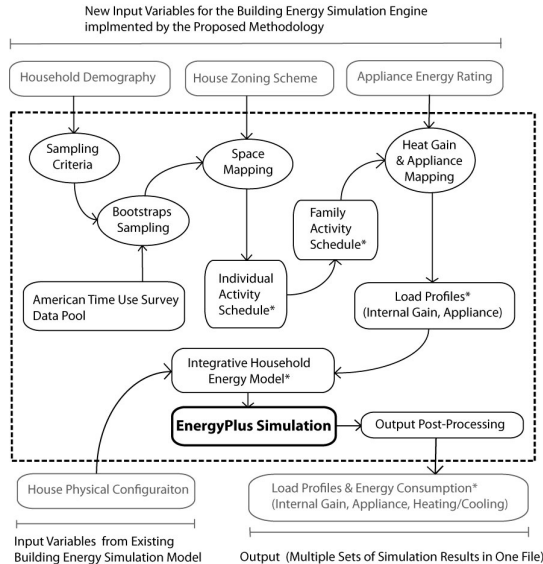 New Input Variables for the Building Energy Simulation Engine
implmented by the Proposed Methodology
Household Demography
House Zoning Scheme
Appliance Energy Rating
Sampling
Criteria
Space
Mapping
Heat Gain
& Appliance
Mapping
Bootstraps
Sampling
Family
Activity
Schedule*
American Time Use Survey
Data Pool
Individual
Activity
Schedule*
Load Profiles*
(Internal Gain, Appliance)
Integrative Household
Energy Model*
EnergyPlus Simulation
Output Post-Processing
House Physical Configuraiton
Load Profiles & Energy Consumption*
(Internal Gain, Appliance, Heating/Cooling)
Input Variables from Existing
Building Energy Simulation Model
Output (Multiple Sets of Simulation Results in One File)